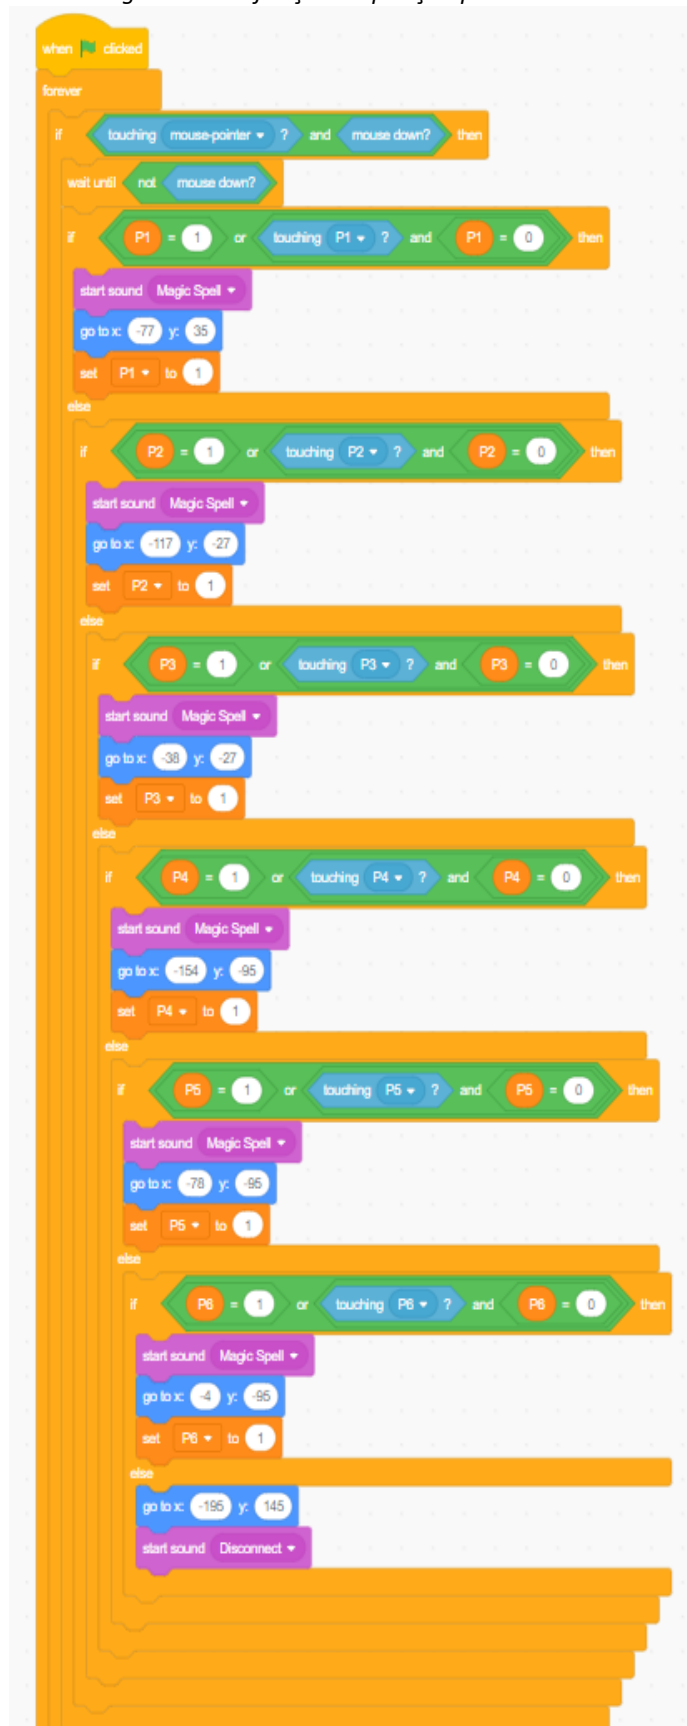 when clicked
forever
if touching mouse-pointer ? and mouse down? then
wait until not mouse down?
if P1 = 1 or touching P1 ? and P1 = 0 then
start sound Magic Spell
go to x: -77 y: 35
set P1 to 1
else
if P2 = 1 or touching P2 ? and P2 = 0 then
start sound Magic Spell
go to x: -117 y: -27
set P2 to 1
else
if P3 = 1 or touching P3 ? and P3 = 0 then
start sound Magic Spell
go to x: -38 y: -27
set P3 to 1
else
if P4 = 1 or touching P4 ? and P4 = 0 then
start sound Magic Spell
go to x: -154 y: -95
set P4 to 1
else
if P5 = 1 or touching P5 ? and P5 = 0 then
start sound Magic Spell
go to x: -78 y: -95
set P5 to 1
else
if P6 = 1 or touching P6 ? and P6 = 0 then
start sound Magic Spell
go to x: -4 y: -95
set P6 to 1
else
go to x: -195 y: 145
start sound Disconnect